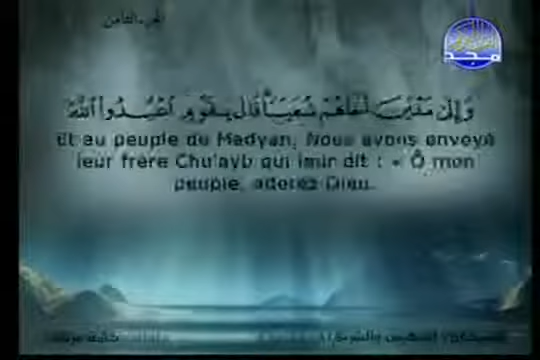 الجزء الثامن
وَإِلَىٰ مَدْيَنَ أَخَاهُمْ شُعَيْبًا قَالَ يَٰقَوْمِ اعْبُدُوا اللَّهَ
Et au peuple de Madyan, Nous avons envoyé
leur frère Chu'ayb qui leur dit : « Ô mon
peuple, adorez Dieu.